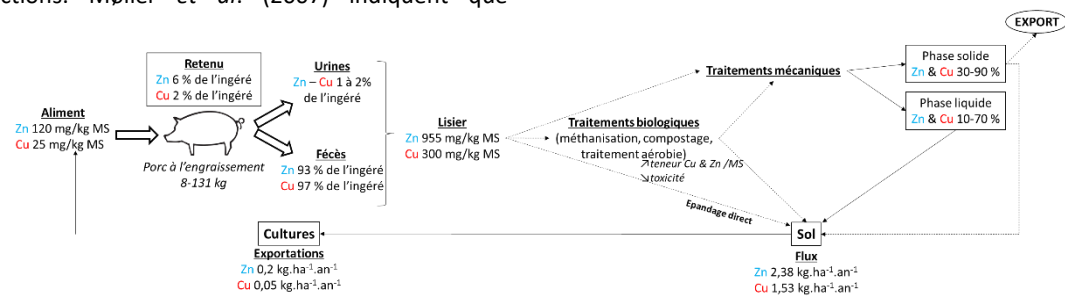 ctions. Møller et al. (2007) indiquent que
EXPORT
Retenu
Zn 6 % de l’ingéré
Cu 2 % de l’ingéré
Urines
Zn – Cu 1 à 2%
de l’ingéré
Traitements mécaniques
Phase solide
Zn & Cu 30-90 %
Phase liquide
Zn & Cu 10-70 %
Aliment
Zn 120 mg/kg MS
Cu 25 mg/kg MS
Porc à l’engraissement
8-131 kg
Fécès
Zn 93 % de l’ingéré
Cu 97 % de l’ingéré
Lisier
Zn 955 mg/kg MS
Cu 300 mg/kg MS
Traitements biologiques
(méthanisation, compostage,
traitement aérobie)
↗teneur Cu & Zn /MS
↘toxicité
Epandage direct
Cultures
Exportations
Zn 0,2 kg.ha⁻¹.an⁻¹
Cu 0,05 kg.ha⁻¹.an⁻¹
Sol
Flux
Zn 2,38 kg.ha⁻¹.an⁻¹
Cu 1,53 kg.ha⁻¹.an⁻¹